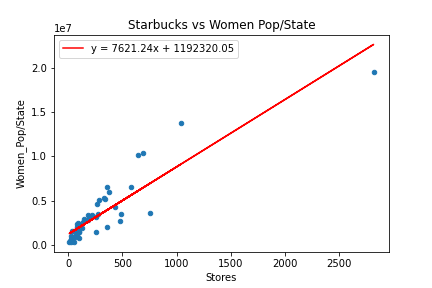 Starbucks vs Women Pop/State
1e7
y = 7621.24x + 1192320.05
2.0
1.5
1.0
0.5
0.0
Women_Pop/State
0 500 1000 1500 2000 2500
Stores